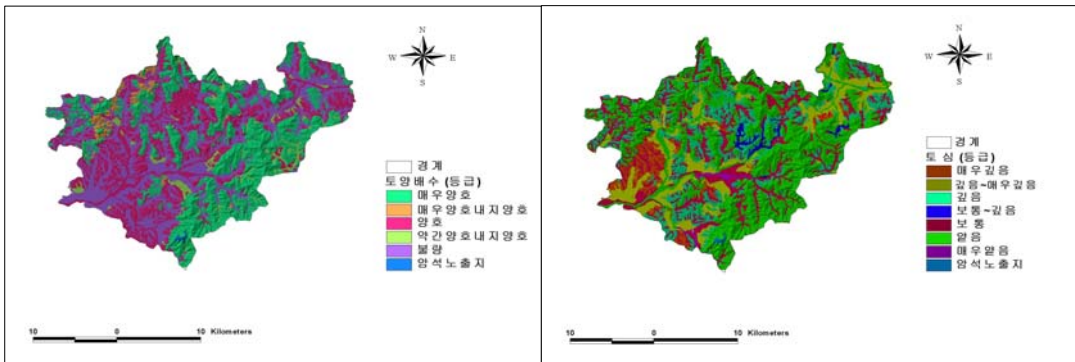 N
W E
S
경계
토양배수 (등급)
매우양호
매우양호내지양호
양호
약간양호내지양호
불량
암석노출지
10 0 10 Kilometers
N
W E
S
경계
토심 (등급)
매우깊음
깊음~매우깊음
깊음
보통~깊음
보통
얕음
매우얕음
암석노출지
10 0 10 Kilometers